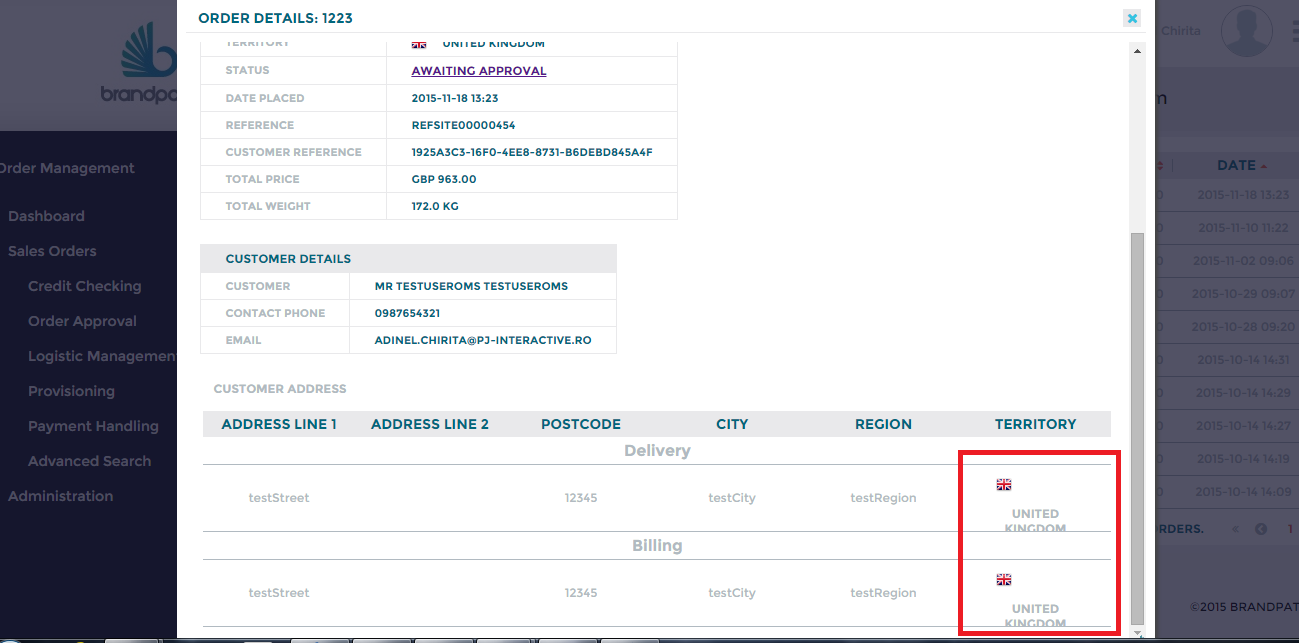 ORDER DETAILS: 1223
TERRITORY UNITED KINGDOM
STATUS AWAITING APPROVAL
DATE PLACED 2015-11-18 13:23
REFERENCE REFSITE00000454
CUSTOMER REFERENCE 1925A3C3-16F0-4EE8-8731-B6DEBD845A4F
TOTAL PRICE GBP 963.00
TOTAL WEIGHT 172.0 KG
CUSTOMER DETAILS
CUSTOMER MR TESTUSEROMS TESTUSEROMS
CONTACT PHONE 0987654321
EMAIL ADINEL.CHIRITA@PJ-INTERACTIVE.RO
CUSTOMER ADDRESS
ADDRESS LINE 1 ADDRESS LINE 2 POSTCODE CITY REGION TERRITORY
Delivery
testStreet 12345 testCity testRegion UNITED
KINGDOM
Billing
testStreet 12345 testCity testRegion UNITED
KINGDOM
brandpa
Order Management
Dashboard
Sales Orders
Credit Checking
Order Approval
Logistic Managemen
Provisioning
Payment Handling
Advanced Search
Administration
Chirita
m
DATE
2015-11-18 13:23
2015-11-10 11:22
2015-11-02 09:06
2015-10-29 09:07
2015-10-28 09:20
2015-10-14 14:31
2015-10-14 14:29
2015-10-14 14:27
2015-10-14 14:19
2015-10-14 14:09
RDERS. 1
©2015 BRANDPAT